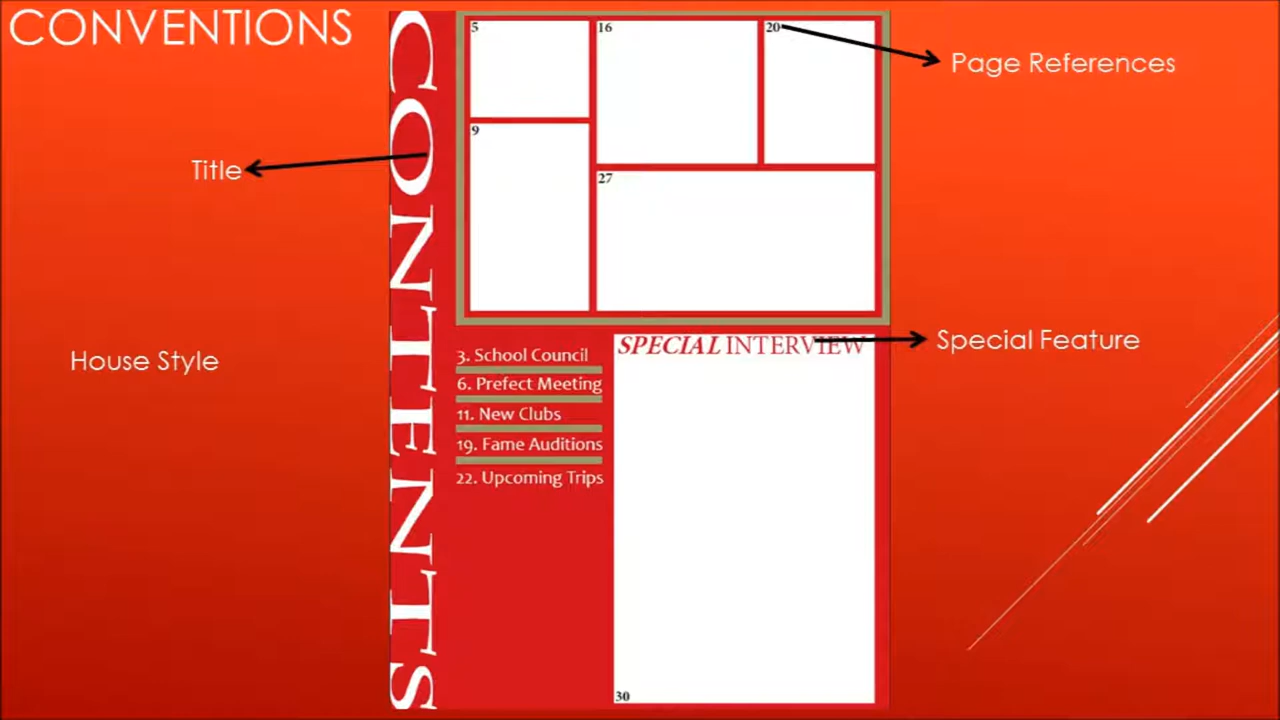 CONVENTIONS
CONTENTS
5
16
20
Page References
9
Title
27
SPECIAL INTERVIEW
Special Feature
House Style
3. School Council
6. Prefect Meeting
11. New Clubs
19. Fame Auditions
22. Upcoming Trips
30